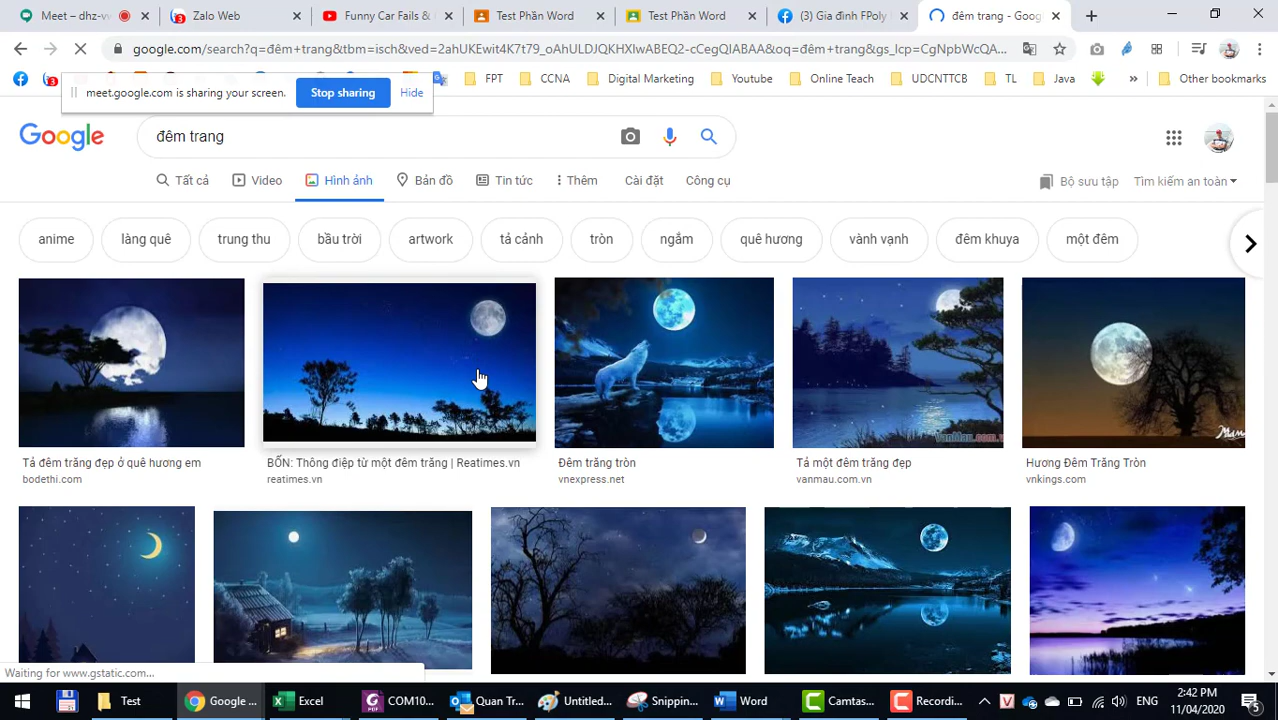 Meet – dhz-vv
Zalo Web
Funny Car Fails &
Test Phần Word
Test Phần Word
(3) Gia đình FPoly
đêm trang - Goog
google.com/search?q=đêm+trang&tbm=isch&ved=2ahUKEwit4K7t79_oAhULDJQKHXIwABEQ2-cCegQIABAA&oq=đêm+trang&gs_lcp=CgNpbWcQA...
FPT
CCNA
Digital Marketing
Youtube
Online Teach
UDCNTTCB
TL
Java
»
Other bookmarks
meet.google.com is sharing your screen.
Stop sharing
Hide
Google
đêm trang
Tất cả
Video
Hình ảnh
Bản đồ
Tin tức
Thêm
Cài đặt
Công cụ
Bộ sưu tập
Tìm kiếm an toàn
anime
làng quê
trung thu
bầu trời
artwork
tả cảnh
tròn
ngắm
quê hương
vành vạnh
đêm khuya
một đêm
VanMau.com.vn
Tả đêm trăng đẹp ở quê hương em
bodethi.com
BỐN: Thông điệp từ một đêm trăng | Reatimes.vn
reatimes.vn
Đêm trăng tròn
vnexpress.net
Tả một đêm trăng đẹp
vanmau.com.vn
Hương Đêm Trăng Tròn
vnkings.com
Waiting for www.gstatic.com...
Test
Google ...
Excel
COM10...
Quan Tr...
Untitled...
Snippin...
Word
Camtas...
Recordi...
ENG
2:42 PM
11/04/2020
5